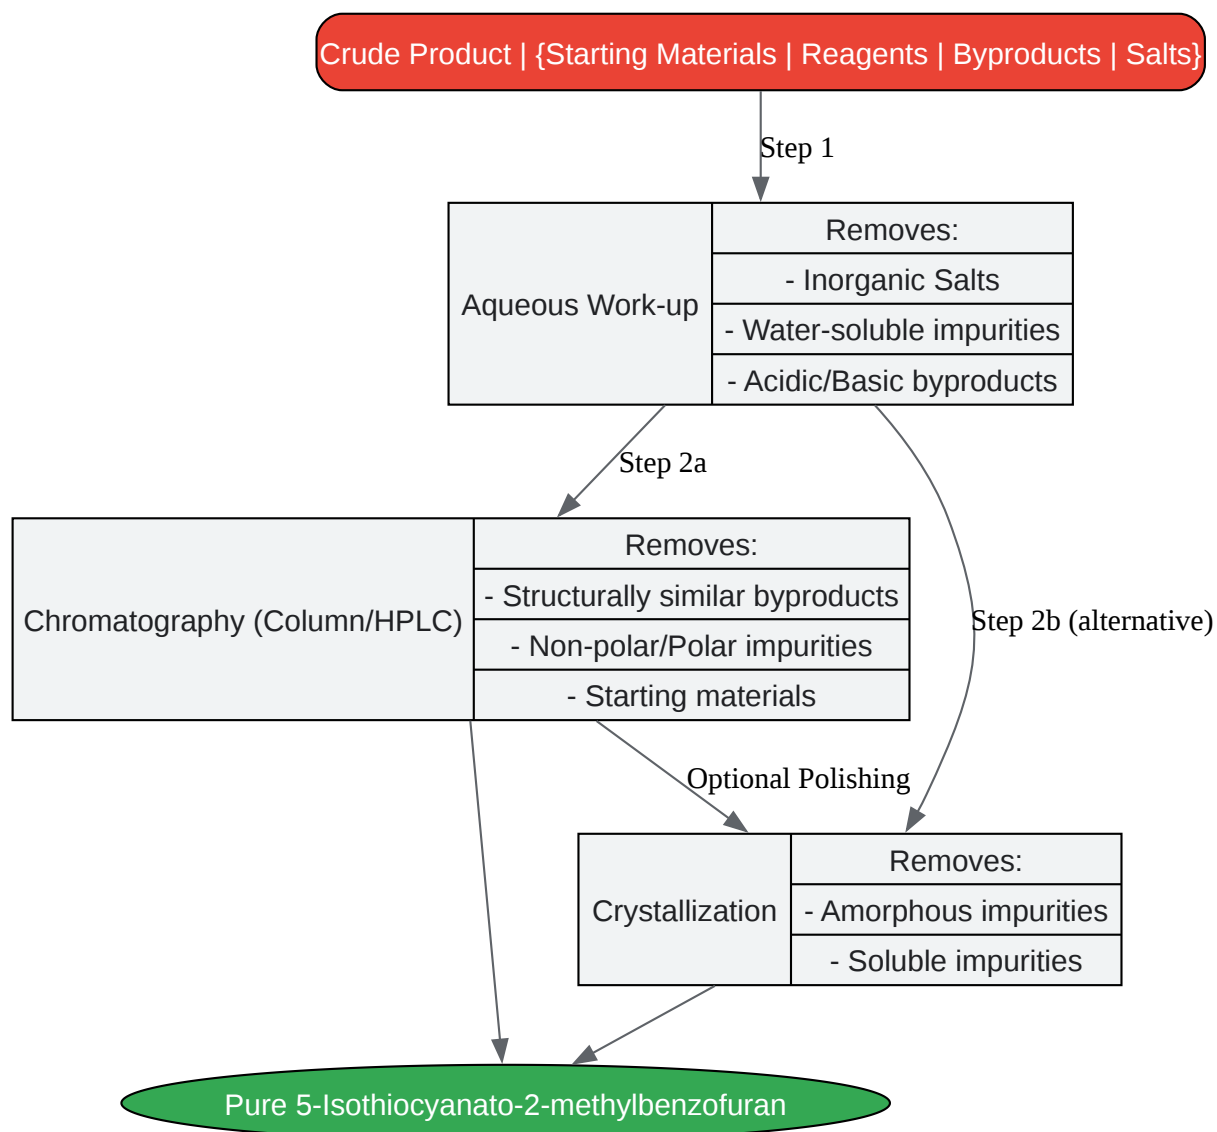 Crude Product | {Starting Materials | Reagents | Byproducts | Salts}
Step 1
Aqueous Work-up
Removes:
- Inorganic Salts
- Water-soluble impurities
- Acidic/Basic byproducts
Step 2a
Chromatography (Column/HPLC)
Removes:
- Structurally similar byproducts
- Non-polar/Polar impurities
- Starting materials
Step 2b (alternative)
Optional Polishing
Crystallization
Removes:
- Amorphous impurities
- Soluble impurities
Pure 5-Isothiocyanato-2-methylbenzofuran